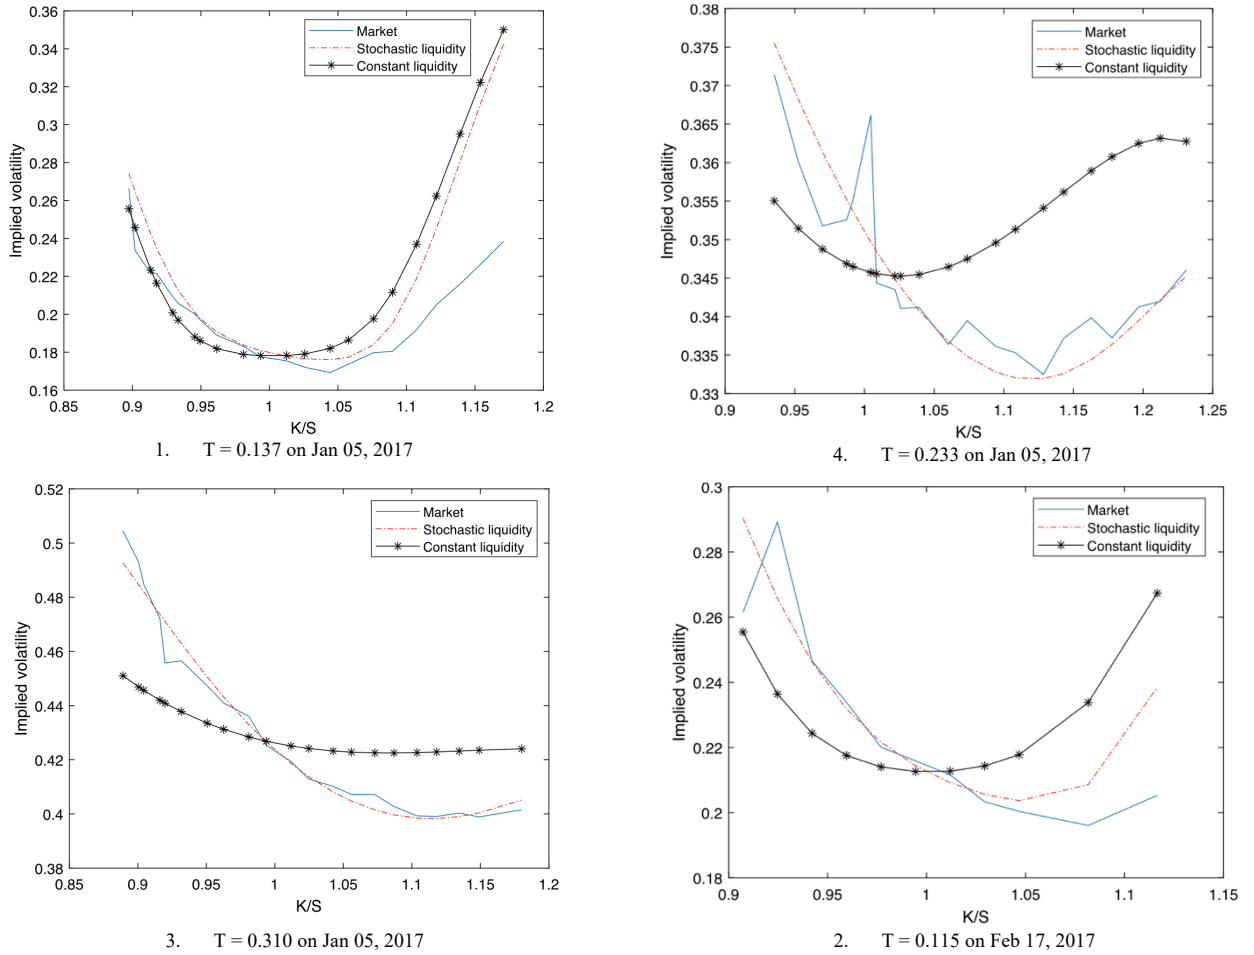 0.36
0.34
0.32
0.3
0.28
0.26
0.24
0.22
0.2
0.18
0.16
Implied volatility
Market
Stochastic liquidity
Constant liquidity
0.85
0.9
0.95
1
1.05
1.1
1.15
1.2
K/S
1. T = 0.137 on Jan 05, 2017
0.38
0.375
0.37
0.365
0.36
0.355
0.35
0.345
0.34
0.335
0.33
Implied volatility
Market
Stochastic liquidity
Constant liquidity
0.9
0.95
1
1.05
1.1
1.15
1.2
1.25
K/S
4. T = 0.233 on Jan 05, 2017
0.52
0.5
0.48
0.46
0.44
0.42
0.4
0.38
Implied volatility
Market
Stochastic liquidity
Constant liquidity
0.85
0.9
0.95
1
1.05
1.1
1.15
1.2
K/S
3. T = 0.310 on Jan 05, 2017
0.3
0.28
0.26
0.24
0.22
0.2
0.18
Implied volatility
Market
Stochastic liquidity
Constant liquidity
0.9
0.95
1
1.05
1.1
1.15
K/S
2. T = 0.115 on Feb 17, 2017